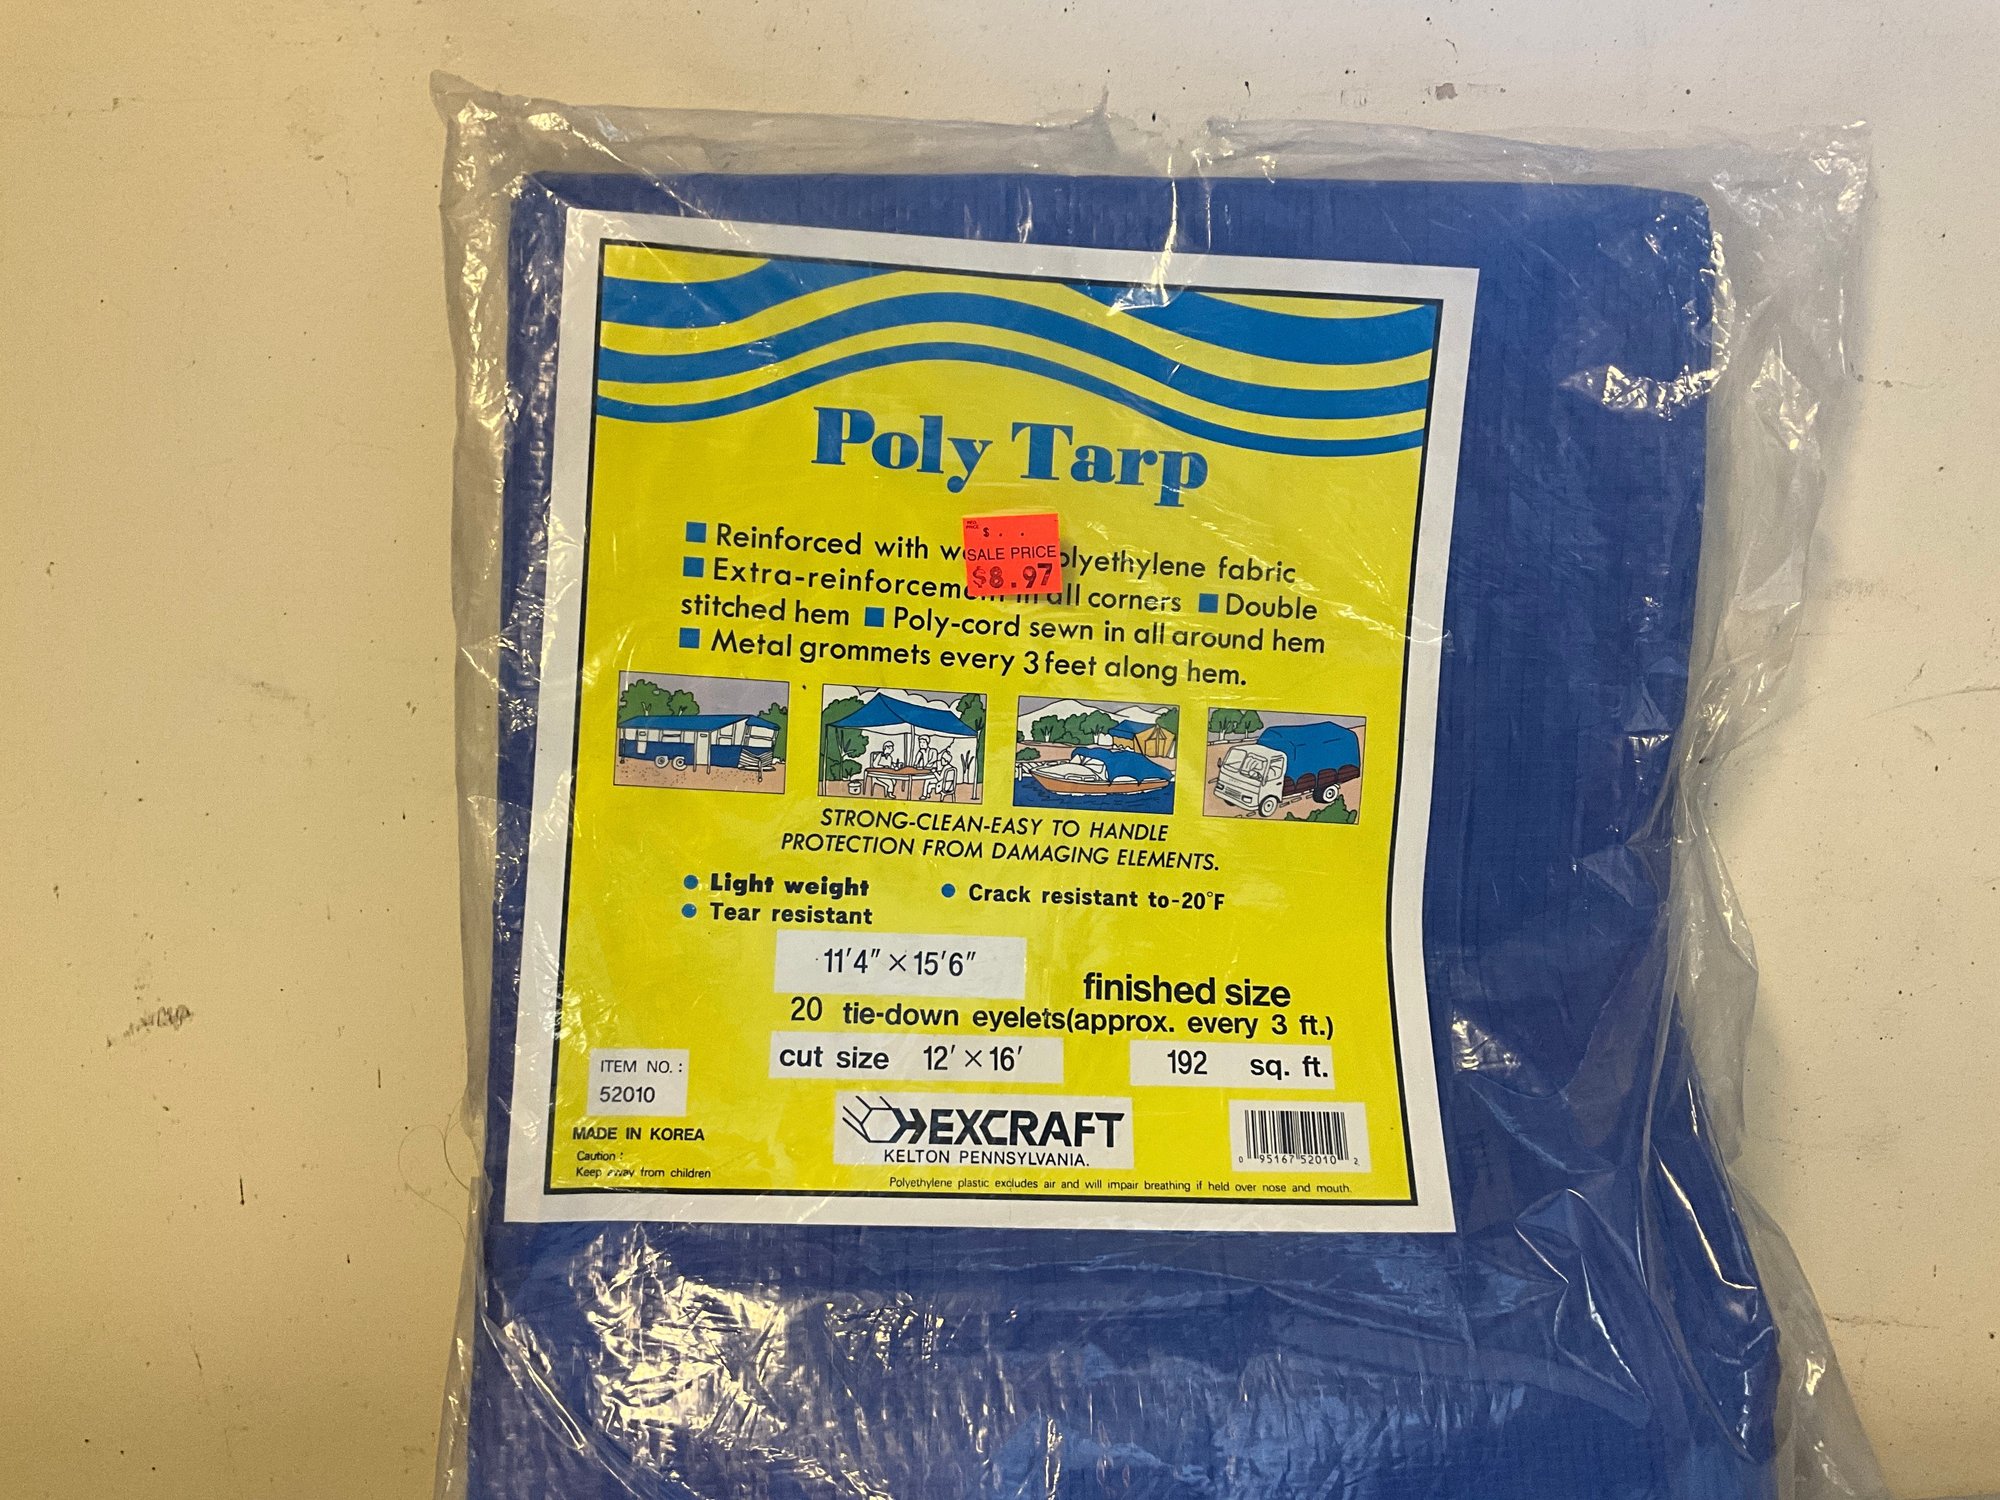 Poly Tarp
REG. PRICE $ . .
SALE PRICE
$8.97
■ Reinforced with polyethylene fabric
■ Extra-reinforcement in all corners ■ Double
stitched hem ■ Poly-cord sewn in all around hem
■ Metal grommets every 3 feet along hem.
STRONG-CLEAN-EASY TO HANDLE
PROTECTION FROM DAMAGING ELEMENTS.
● Light weight ● Crack resistant to-20°F
● Tear resistant
11'4" × 15'6" finished size
20 tie-down eyelets(approx. every 3 ft.)
cut size 12' × 16' 192 sq. ft.
ITEM NO. :
52010
MADE IN KOREA
Caution :
Keep away from children
HEXCRAFT
KELTON PENNSYLVANIA.
0 95167 52010 2
Polyethylene plastic excludes air and will impair breathing if held over nose and mouth.